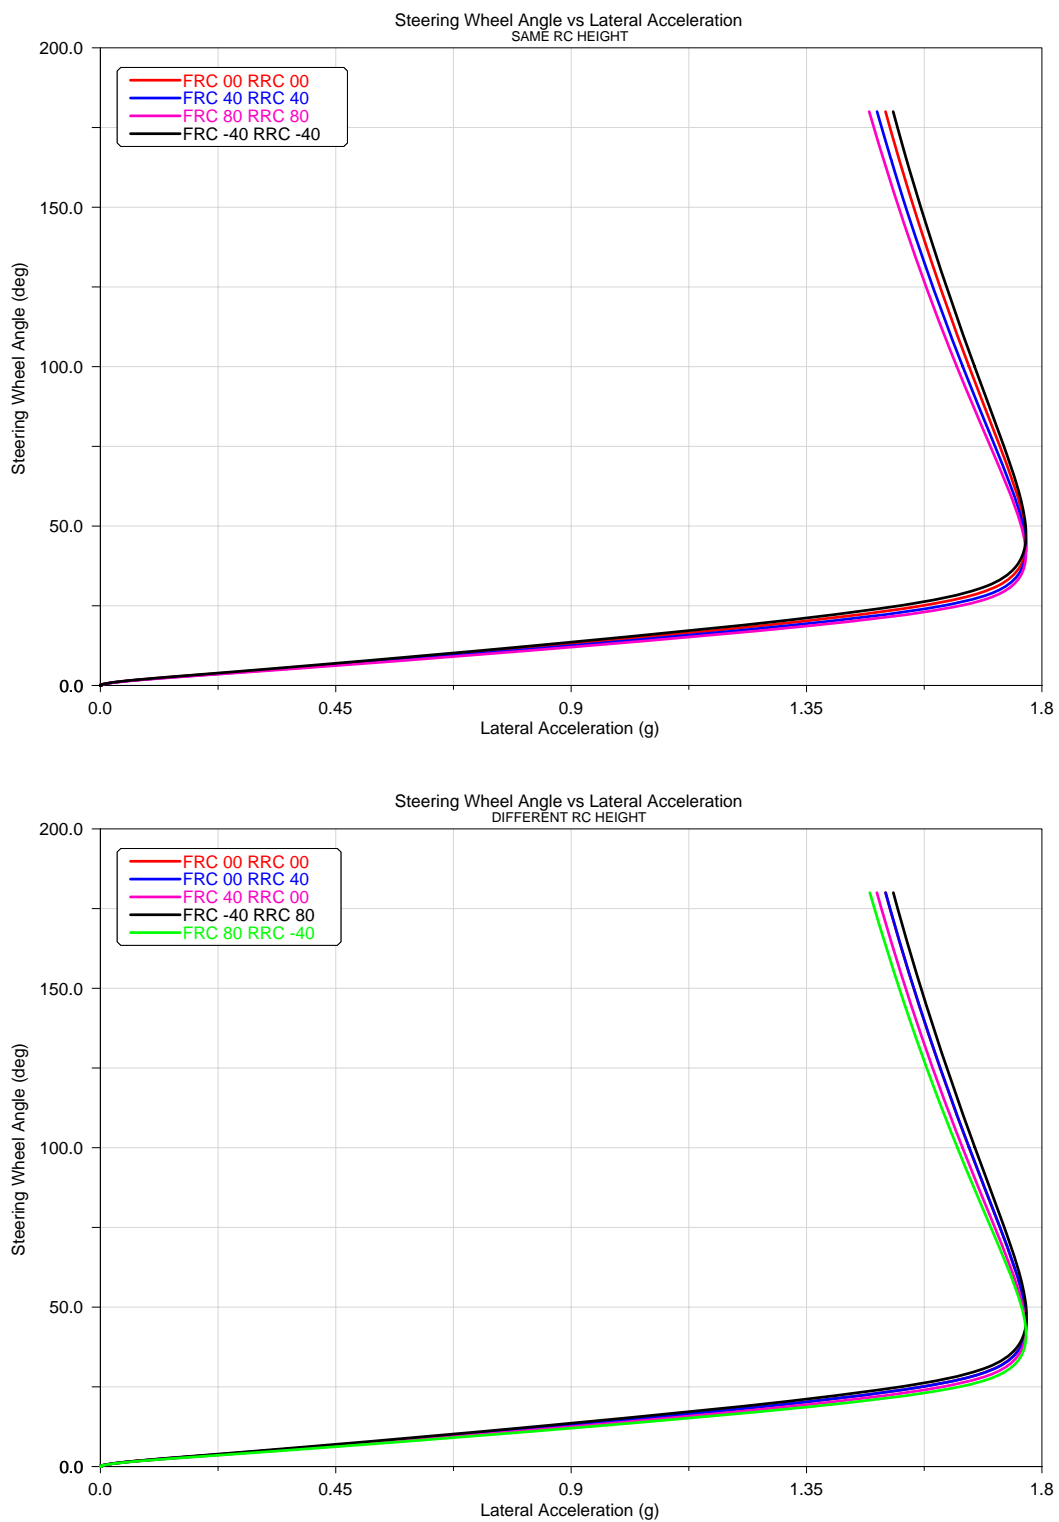 Steering Wheel Angle vs Lateral Acceleration
SAME RC HEIGHT
200.0
FRC 00 RRC 00
FRC 40 RRC 40
FRC 80 RRC 80
FRC -40 RRC -40
150.0
Steering Wheel Angle (deg)
100.0
50.0
0.0
0.0 0.45 0.9 1.35 1.8
Lateral Acceleration (g)
Steering Wheel Angle vs Lateral Acceleration
DIFFERENT RC HEIGHT
200.0
FRC 00 RRC 00
FRC 00 RRC 40
FRC 40 RRC 00
FRC -40 RRC 80
FRC 80 RRC -40
150.0
Steering Wheel Angle (deg)
100.0
50.0
0.0
0.0 0.45 0.9 1.35 1.8
Lateral Acceleration (g)